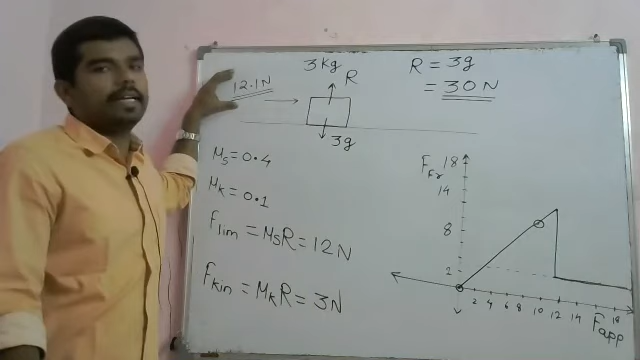 3kg
12.1N
R
3g
R = 3g
= 30N
μs = 0.4
μk = 0.1
Flim = μsR = 12N
Fkin = μkR = 3N
Ffr
18
14
8
2
2 4 6 8 10 12 14 18
Fapp